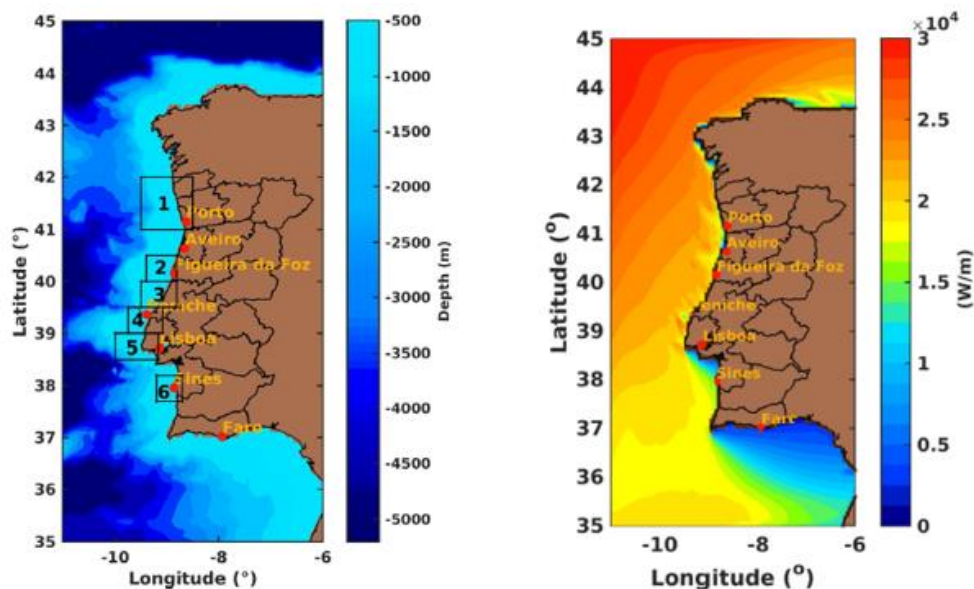 45
44
43
42
41
40
39
38
37
36
35
Latitude (°)
-10
-8
-6
Longitude (°)
1
2
3
4
5
6
Porto
Aveiro
Figueira da Foz
eniche
Lisboa
Sines
Faro
-500
-1000
-1500
-2000
-2500
-3000
-3500
-4000
-4500
-5000
Depth (m)
45
44
43
42
41
40
39
38
37
36
35
Latitude (º)
-10
-8
-6
Longitude (º)
Porto
Aveiro
Figueira da Foz
eniche
Lisboa
Sines
×10⁴
3
2.5
2
1.5
1
0.5
0
(W/m)